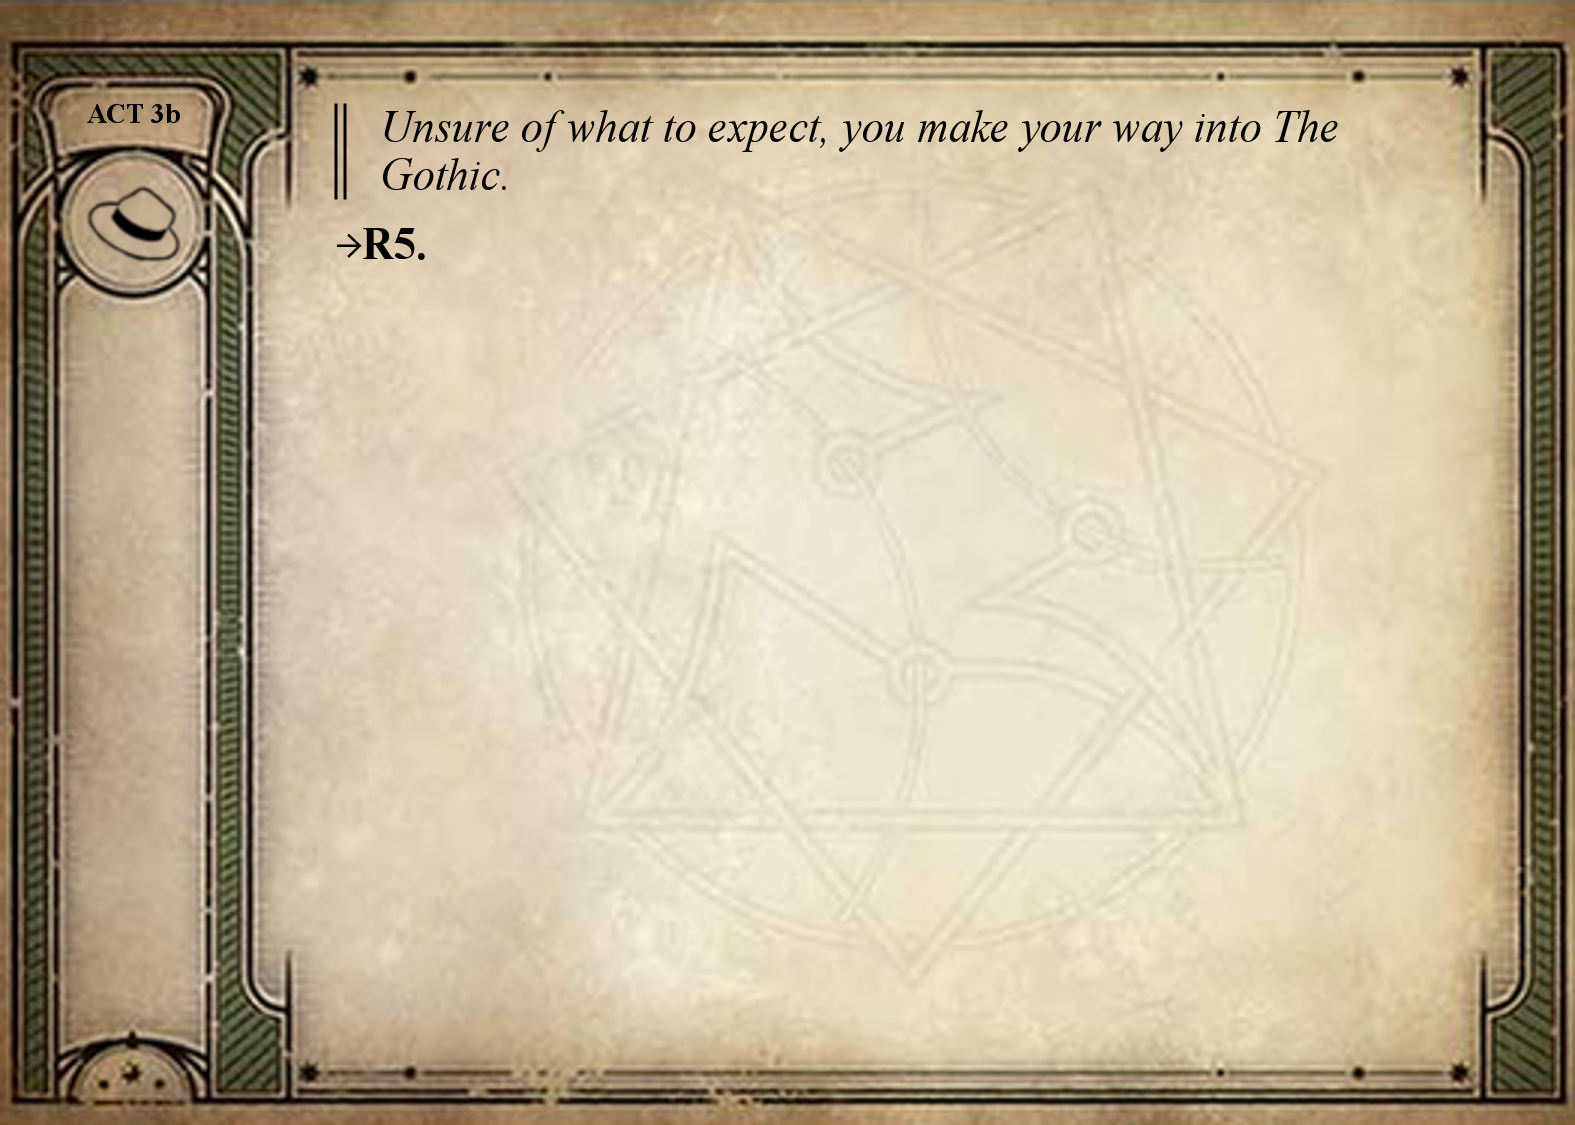 ACT 3b
Unsure of what to expect, you make your way into The
Gothic.
→R5.